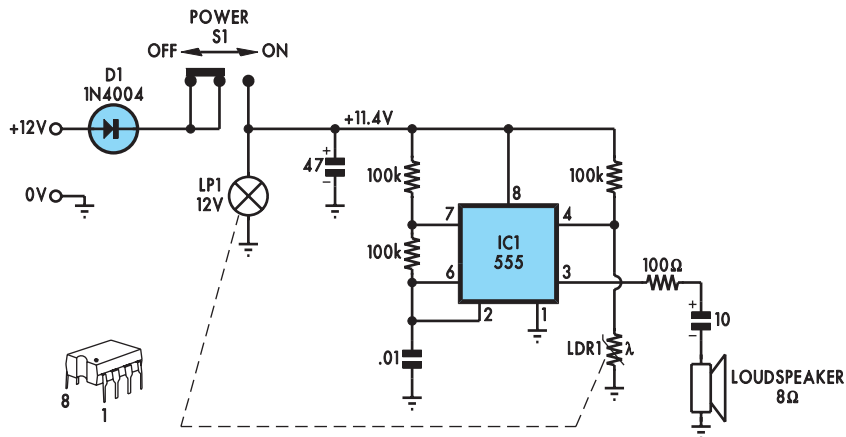 POWER
S1
OFF ON
D1
1N4004
+12V
+11.4V
0V
LP1
12V
+
47
−
100k
100k
100k
7
8
4
IC1
555
6
3
2
1
100Ω
+
10
−
.01
LDR1
λ
LOUDSPEAKER
8Ω
8
1